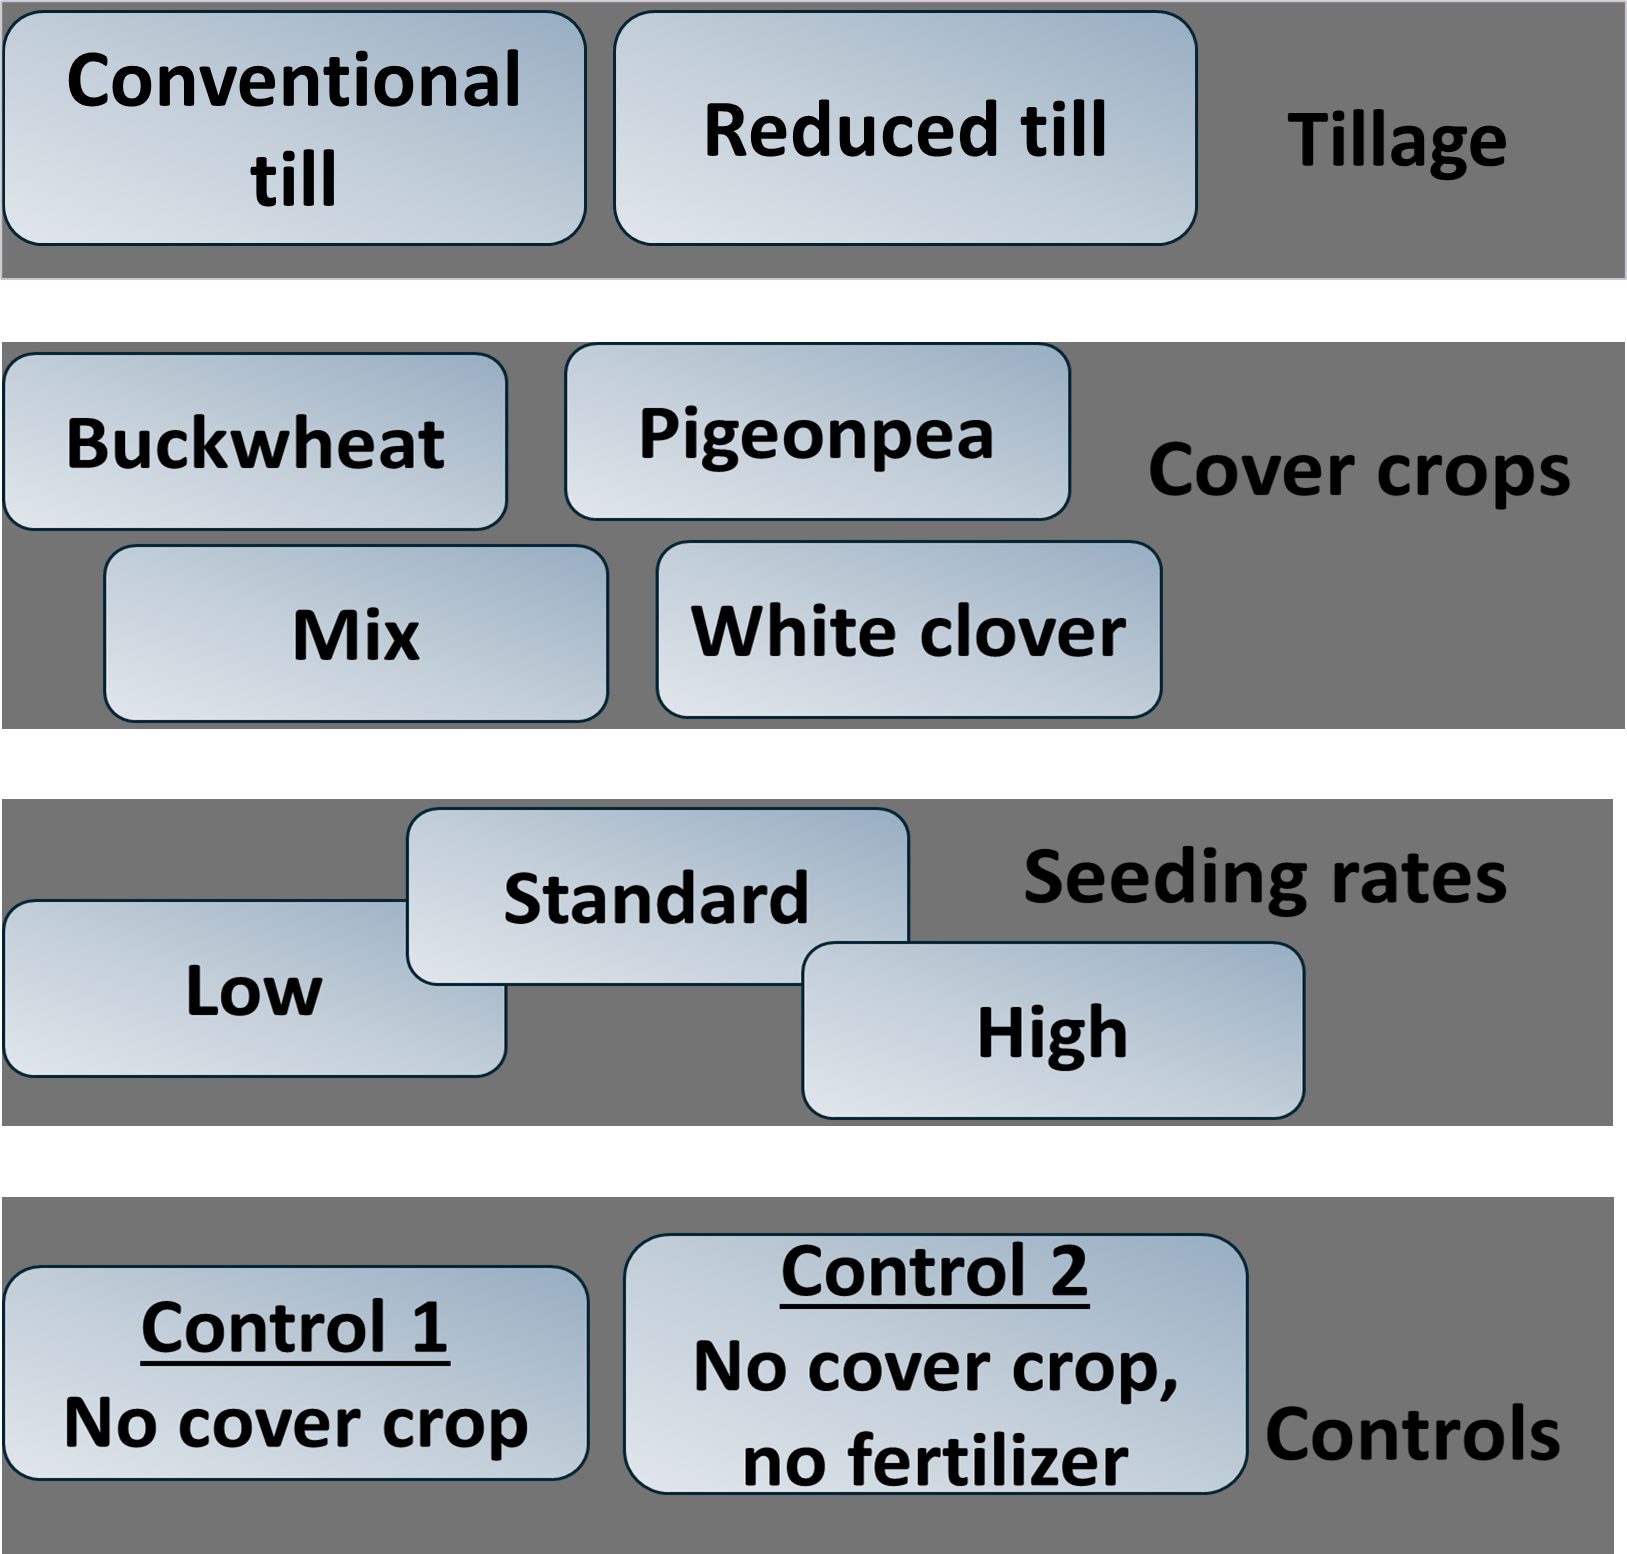 Conventional
till
Reduced till
Tillage
Buckwheat
Pigeonpea
Cover crops
Mix
White clover
Standard
Seeding rates
Low
High
Control 1
No cover crop
Control 2
No cover crop,
no fertilizer
Controls